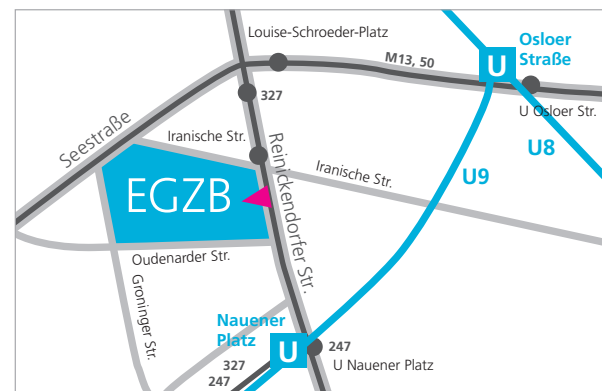 Louise-Schroeder-Platz
Osloer
Straße
M13, 50
U
327
U Osloer Str.
Seestraße
Iranische Str.
U8
Reinickendorfer Str.
Iranische Str.
U9
EGZB
Oudenarder Str.
Groninger Str.
Nauener
Platz
247
U
U Nauener Platz
327
247